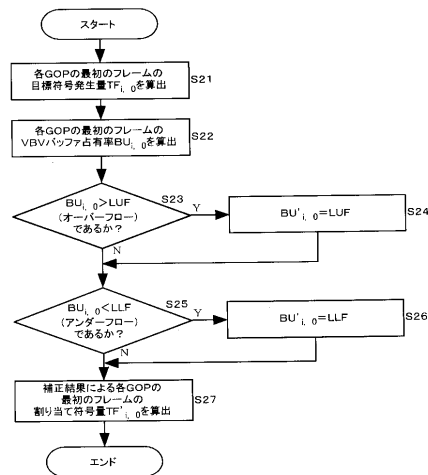 スタート
各GOPの最初のフレームの
目標符号発生量TFi, 0を算出
S21
各GOPの最初のフレームの
VBVバッファ占有率BUi, 0を算出
S22
BUi, 0>LUF
(オーバーフロー)
であるか?
S23
Y
N
BU'i, 0=LUF
S24
BUi, 0<LLF
(アンダーフロー)
であるか?
S25
Y
N
BU'i, 0=LLF
S26
補正結果による各GOPの
最初のフレームの
割り当て符号量TF'i, 0を算出
S27
エンド